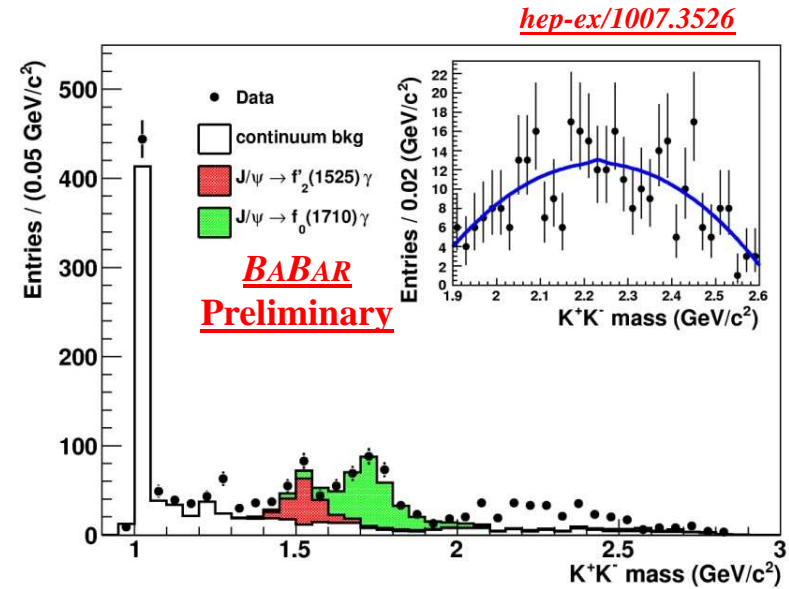 hep-ex/1007.3526
Entries / (0.05 GeV/c²)
500
400
300
200
100
0
Data
continuum bkg
J/ψ → f'₂(1525) γ
J/ψ → f₀(1710) γ
BABAR
Preliminary
Entries / 0.02 (GeV/c²)
22
20
18
16
14
12
10
8
6
4
2
0
1.9 2 2.1 2.2 2.3 2.4 2.5 2.6
K⁺K⁻ mass (GeV/c²)
1 1.5 2 2.5 3
K⁺K⁻ mass (GeV/c²)